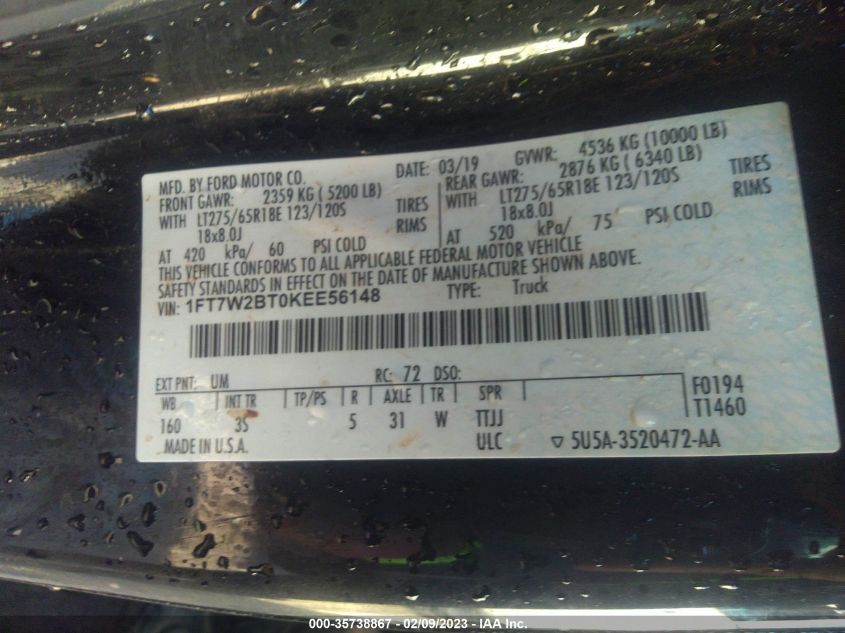 MFD. BY FORD MOTOR CO. DATE: 03/19 GVWR: 4536 KG (10000 LB)
FRONT GAWR: 2359 KG ( 5200 LB) REAR GAWR: 2876 KG ( 6340 LB)
WITH LT275/65R18E 123/120S TIRES WITH LT275/65R18E 123/120S TIRES
18x8.0J RIMS 18x8.0J RIMS
AT 420 kPa/ 60 PSI COLD AT 520 kPa/ 75 PSI COLD
THIS VEHICLE CONFORMS TO ALL APPLICABLE FEDERAL MOTOR VEHICLE
SAFETY STANDARDS IN EFFECT ON THE DATE OF MANUFACTURE SHOWN ABOVE.
VIN: 1FT7W2BT0KEE56148 TYPE: Truck
EXT PNT: UM RC: 72 DSO:
WB INT TR TP/PS R AXLE TR SPR F0194
160 3S 5 31 W TTJJ T1460
MADE IN U.S.A. ULC ▽ 5U5A-3520472-AA
000-35738867 - 02/09/2023 - IAA Inc.